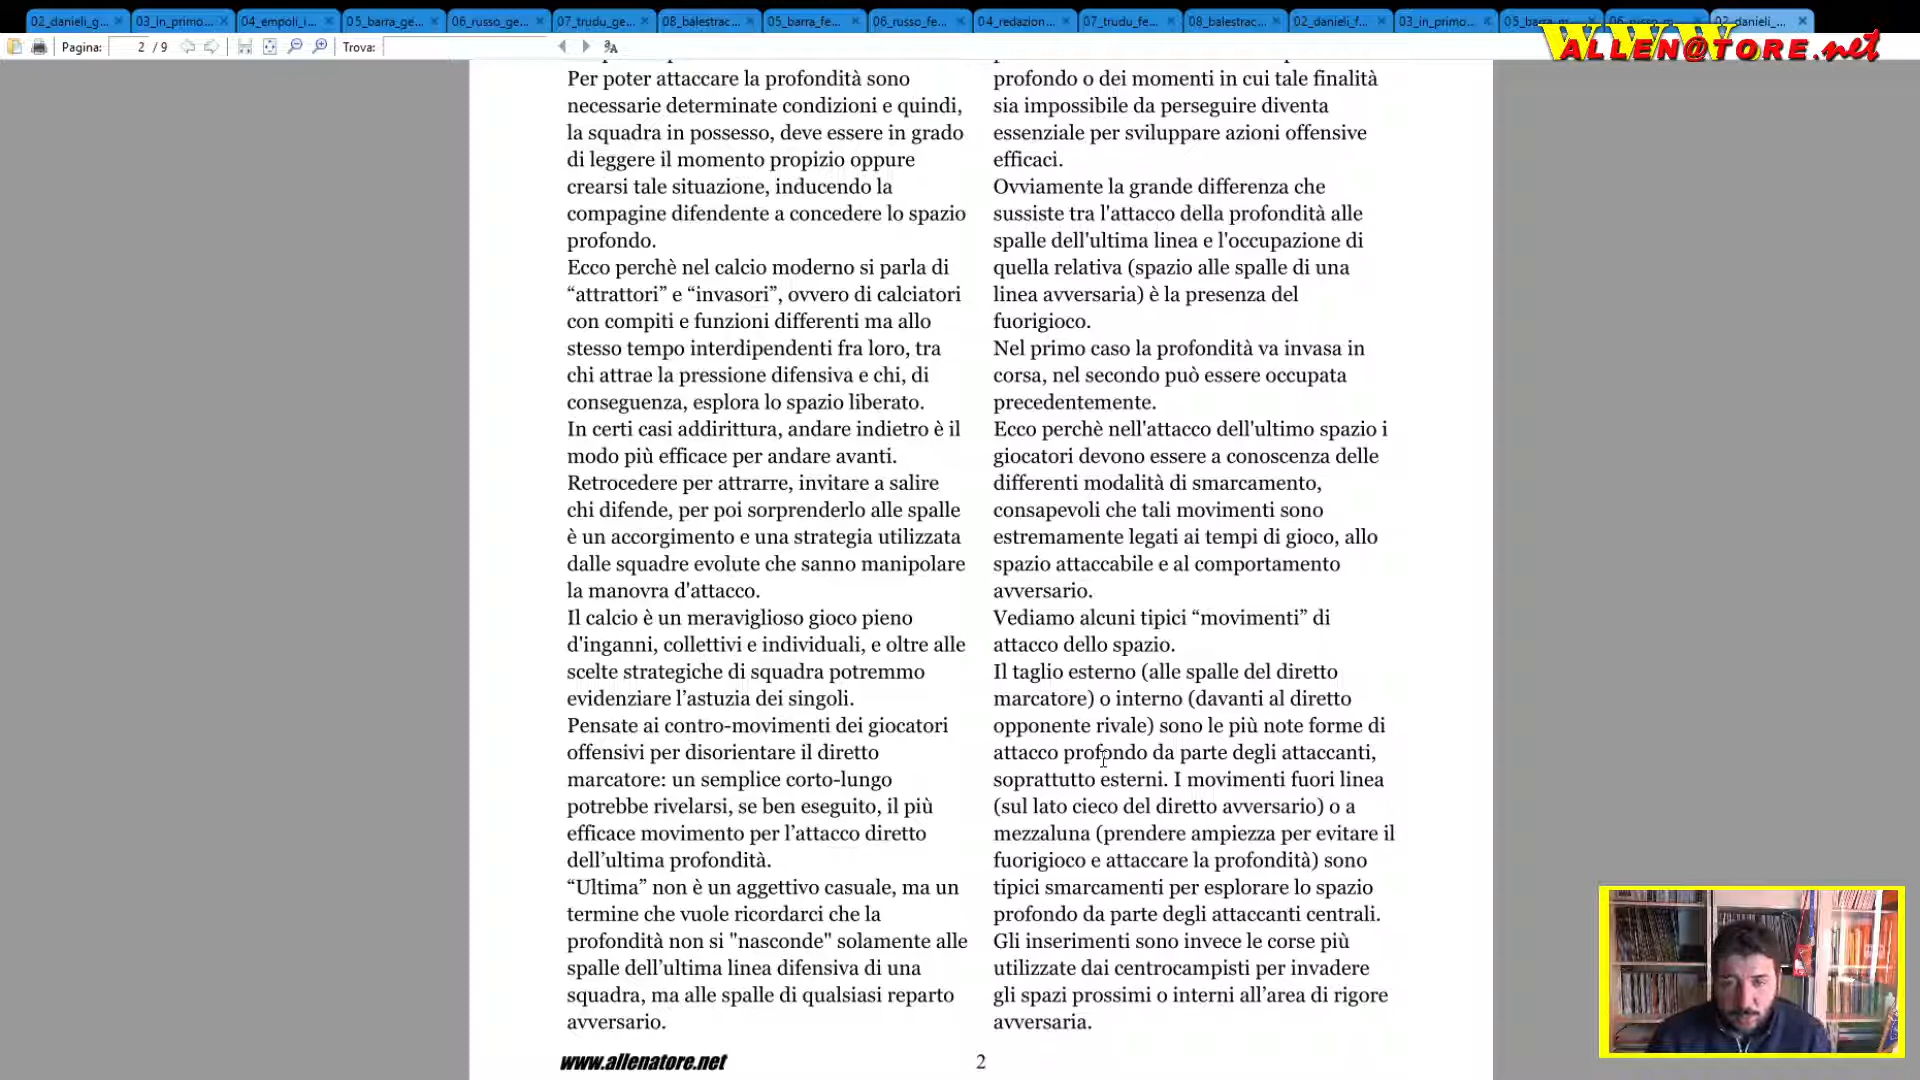 02_danieli_g...
03_in_primo...
04_empoli_i...
05_barra_ge...
06_russo_ge...
07_trudu_ge...
08_balestrac...
05_barra_fe...
06_russo_fe...
04_redazion...
07_trudu_fe...
08_balestrac...
02_danieli_f...
03_in_primo...
05_barra_m...
06_russo_m...
02_danieli_...
Pagina: 2 / 9
Trova:
WWW
ALLEN@TORE.net
Per poter attaccare la profondità sono
necessarie determinate condizioni e quindi,
la squadra in possesso, deve essere in grado
di leggere il momento propizio oppure
crearsi tale situazione, inducendo la
compagine difendente a concedere lo spazio
profondo.
Ecco perchè nel calcio moderno si parla di
“attrattori” e “invasori”, ovvero di calciatori
con compiti e funzioni differenti ma allo
stesso tempo interdipendenti fra loro, tra
chi attrae la pressione difensiva e chi, di
conseguenza, esplora lo spazio liberato.
In certi casi addirittura, andare indietro è il
modo più efficace per andare avanti.
Retrocedere per attrarre, invitare a salire
chi difende, per poi sorprenderlo alle spalle
è un accorgimento e una strategia utilizzata
dalle squadre evolute che sanno manipolare
la manovra d'attacco.
Il calcio è un meraviglioso gioco pieno
d'inganni, collettivi e individuali, e oltre alle
scelte strategiche di squadra potremmo
evidenziare l’astuzia dei singoli.
Pensate ai contro-movimenti dei giocatori
offensivi per disorientare il diretto
marcatore: un semplice corto-lungo
potrebbe rivelarsi, se ben eseguito, il più
efficace movimento per l’attacco diretto
dell’ultima profondità.
“Ultima” non è un aggettivo casuale, ma un
termine che vuole ricordarci che la
profondità non si "nasconde" solamente alle
spalle dell’ultima linea difensiva di una
squadra, ma alle spalle di qualsiasi reparto
avversario.
profondo o dei momenti in cui tale finalità
sia impossibile da perseguire diventa
essenziale per sviluppare azioni offensive
efficaci.
Ovviamente la grande differenza che
sussiste tra l'attacco della profondità alle
spalle dell'ultima linea e l'occupazione di
quella relativa (spazio alle spalle di una
linea avversaria) è la presenza del
fuorigioco.
Nel primo caso la profondità va invasa in
corsa, nel secondo può essere occupata
precedentemente.
Ecco perchè nell'attacco dell'ultimo spazio i
giocatori devono essere a conoscenza delle
differenti modalità di smarcamento,
consapevoli che tali movimenti sono
estremamente legati ai tempi di gioco, allo
spazio attaccabile e al comportamento
avversario.
Vediamo alcuni tipici “movimenti” di
attacco dello spazio.
Il taglio esterno (alle spalle del diretto
marcatore) o interno (davanti al diretto
opponente rivale) sono le più note forme di
attacco profondo da parte degli attaccanti,
soprattutto esterni. I movimenti fuori linea
(sul lato cieco del diretto avversario) o a
mezzaluna (prendere ampiezza per evitare il
fuorigioco e attaccare la profondità) sono
tipici smarcamenti per esplorare lo spazio
profondo da parte degli attaccanti centrali.
Gli inserimenti sono invece le corse più
utilizzate dai centrocampisti per invadere
gli spazi prossimi o interni all’area di rigore
avversaria.
www.allenatore.net
2